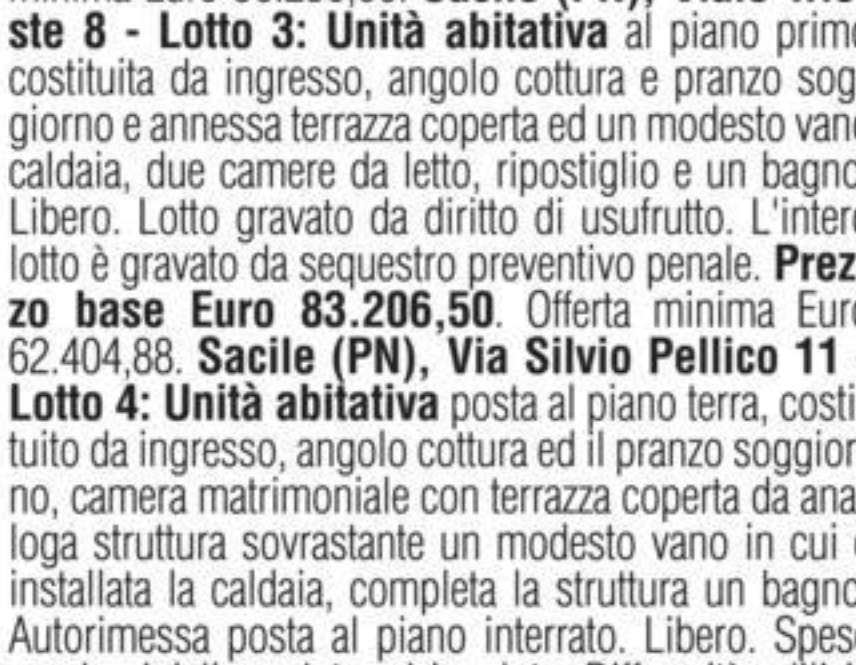 ste 8 - Lotto 3: Unità abitativa al piano primo
costituita da ingresso, angolo cottura e pranzo sog
giorno e annessa terrazza coperta ed un modesto vano
caldaia, due camere da letto, ripostiglio e un bagno
Libero. Lotto gravato da diritto di usufrutto. L'intero
lotto è gravato da sequestro preventivo penale. Prez
zo base Euro 83.206,50. Offerta minima Euro
62.404,88. Sacile (PN), Via Silvio Pellico 11
Lotto 4: Unità abitativa posta al piano terra, costi
tuito da ingresso, angolo cottura ed il pranzo soggior
no, camera matrimoniale con terrazza coperta da ana
loga struttura sovrastante un modesto vano in cui
installata la caldaia, completa la struttura un bagno
Autorimessa posta al piano interrato. Libero. Spese